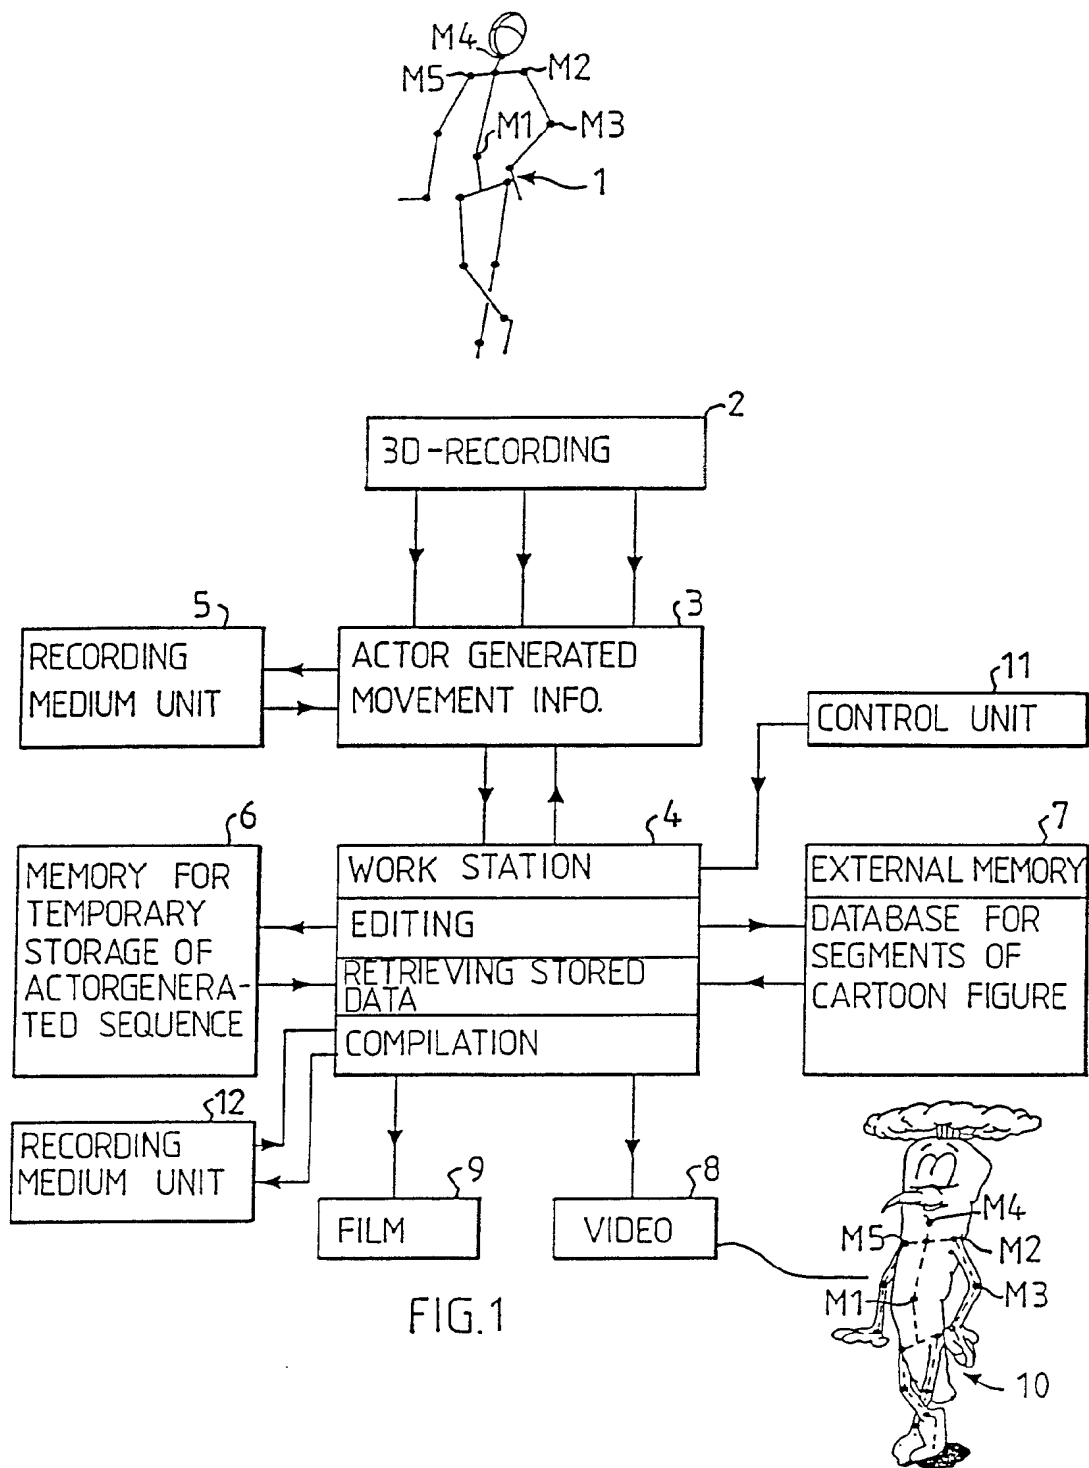 M4
M5
M2
M1
M3
1
2
3D-RECORDING
5
RECORDING
MEDIUM UNIT
3
ACTOR GENERATED
MOVEMENT INFO.
11
CONTROL UNIT
6
MEMORY FOR
TEMPORARY
STORAGE OF
ACTORGENERA-
TED SEQUENCE
4
WORK STATION
EDITING
RETRIEVING STORED
DATA
COMPILATION
7
EXTERNAL MEMORY
DATABASE FOR
SEGMENTS OF
CARTOON FIGURE
12
RECORDING
MEDIUM UNIT
9
FILM
8
VIDEO
M4
M5
M2
M1
M3
10
FIG.1